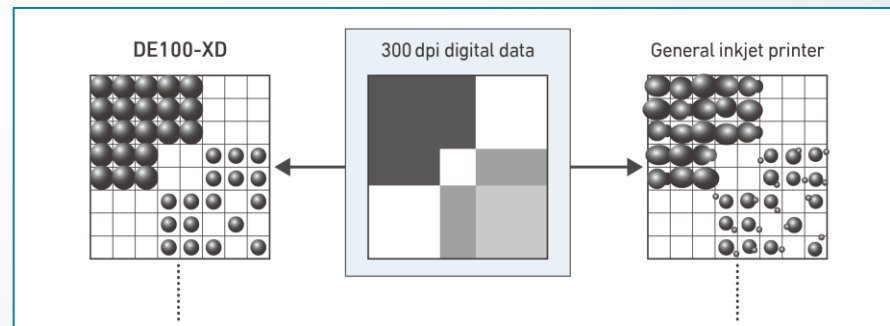 DE100-XD
300 dpi digital data
General inkjet printer